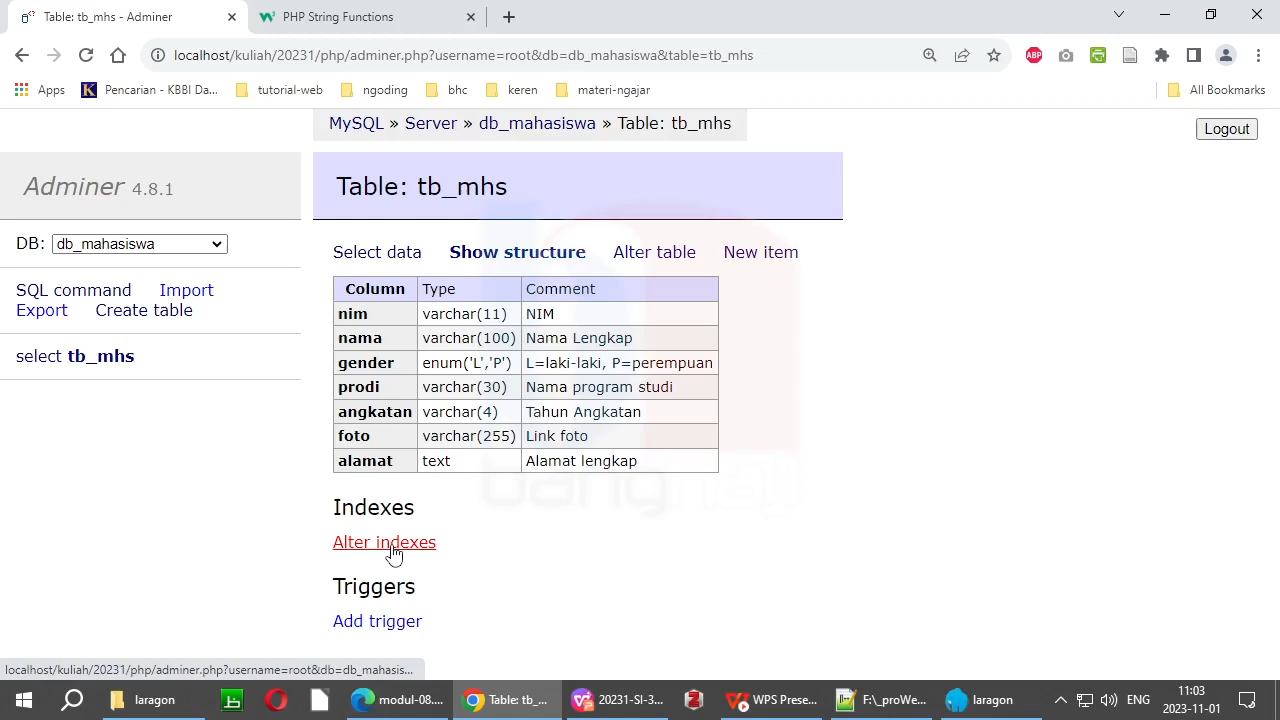 Table: tb_mhs - Adminer
PHP String Functions
localhost/kuliah/20231/php/adminer.php?username=root&db=db_mahasiswa&table=tb_mhs
ABP
Apps
Pencarian - KBBI Da...
tutorial-web
ngoding
bhc
keren
materi-ngajar
All Bookmarks
MySQL » Server » db_mahasiswa » Table: tb_mhs
Logout
Adminer 4.8.1
DB: db_mahasiswa
SQL command Import
Export Create table
select tb_mhs
Table: tb_mhs
Select data Show structure Alter table New item
Column Type Comment
nim varchar(11) NIM
nama varchar(100) Nama Lengkap
gender enum('L','P') L=laki-laki, P=perempuan
prodi varchar(30) Nama program studi
angkatan varchar(4) Tahun Angkatan
foto varchar(255) Link foto
alamat text Alamat lengkap
Indexes
Alter indexes
Triggers
Add trigger
localhost/kuliah/20231/php/adminer.php?username=root&db=db_mahasis...
laragon
modul-08....
Table: tb_...
20231-SI-3...
WPS Prese...
F:\_proWe...
laragon
ENG
11:03
2023-11-01